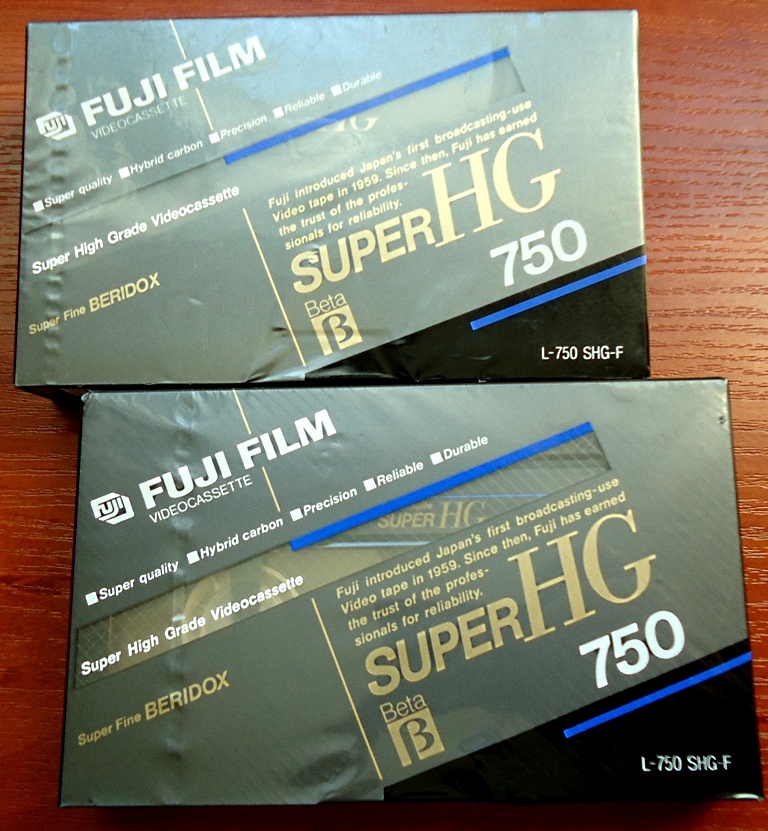 FUJI FILM
VIDEOCASSETTE
Super quality Hybrid carbon Precision Reliable Durable
HG
Super High Grade Videocassette
Super Fine BERIDOX
Fuji introduced Japan's first broadcasting-use
Video tape in 1959. Since then, Fuji has earned
the trust of the profes-
sionals for reliability.
SUPER HG
750
Beta
β
L-750 SHG-F
FUJI
FUJI FILM
VIDEOCASSETTE
Super quality Hybrid carbon Precision Reliable Durable
SUPER HG
Super High Grade Videocassette
Super Fine BERIDOX
Fuji introduced Japan's first broadcasting-use
Video tape in 1959. Since then, Fuji has earned
the trust of the profes-
sionals for reliability.
SUPER HG
750
Beta
β
L-750 SHG-F